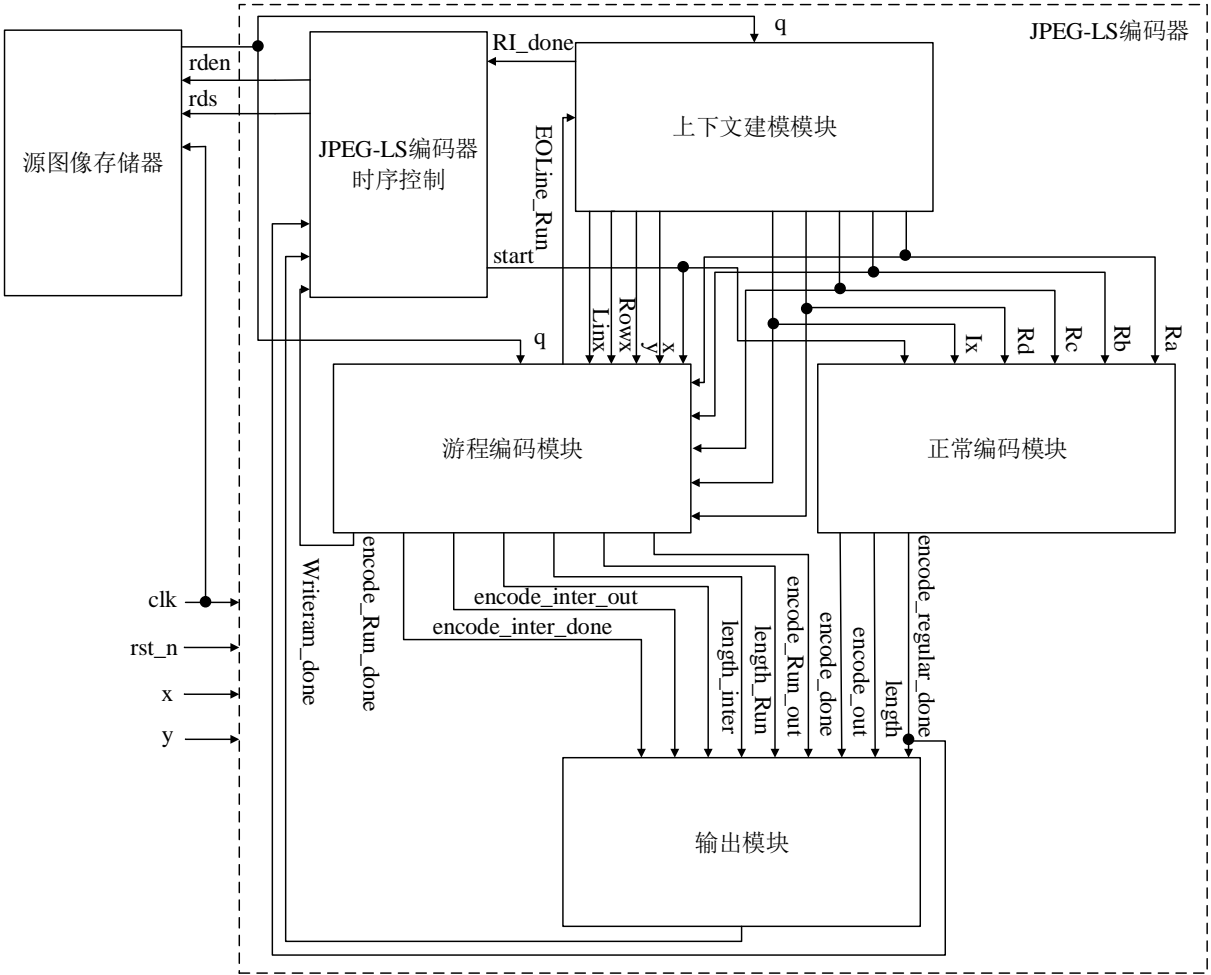 JPEG-LS编码器
q
RI_done
rden
rds
源图像存储器
JPEG-LS编码器
时序控制
上下文建模模块
EOLine_Run
start
Linx
Rowx
y
x
q
Ix
Rd
Rc
Rb
Ra
游程编码模块
正常编码模块
clk
rst_n
x
y
Writeram_done
encode_Run_done
encode_inter_out
encode_inter_done
length_inter
length_Run
encode_Run_out
encode_done
encode_out
length
encode_regular_done
输出模块